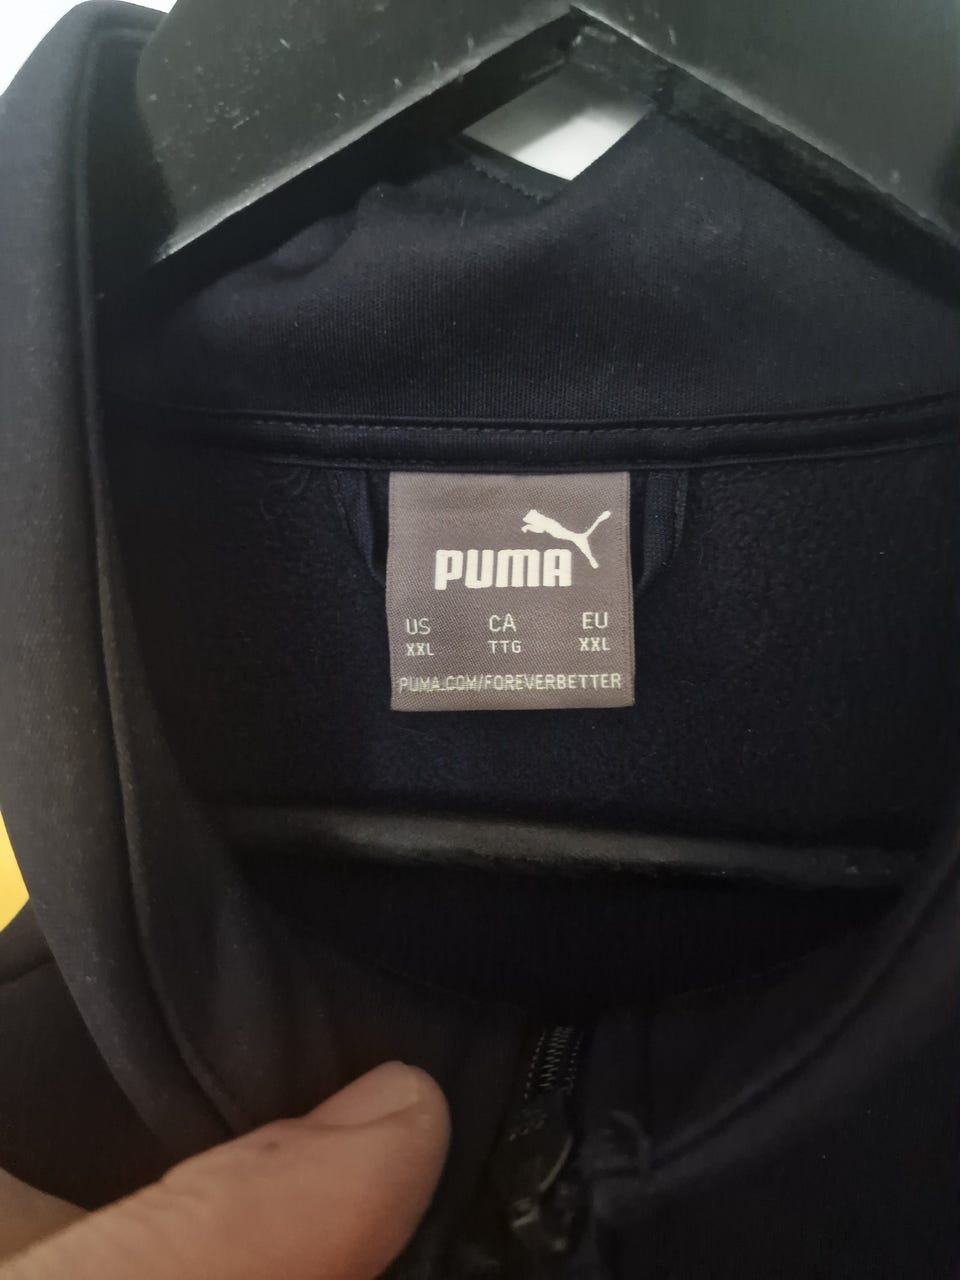 PUMA
US CA EU
XXL TTG XXL
PUMA.COM/FOREVERBETTER